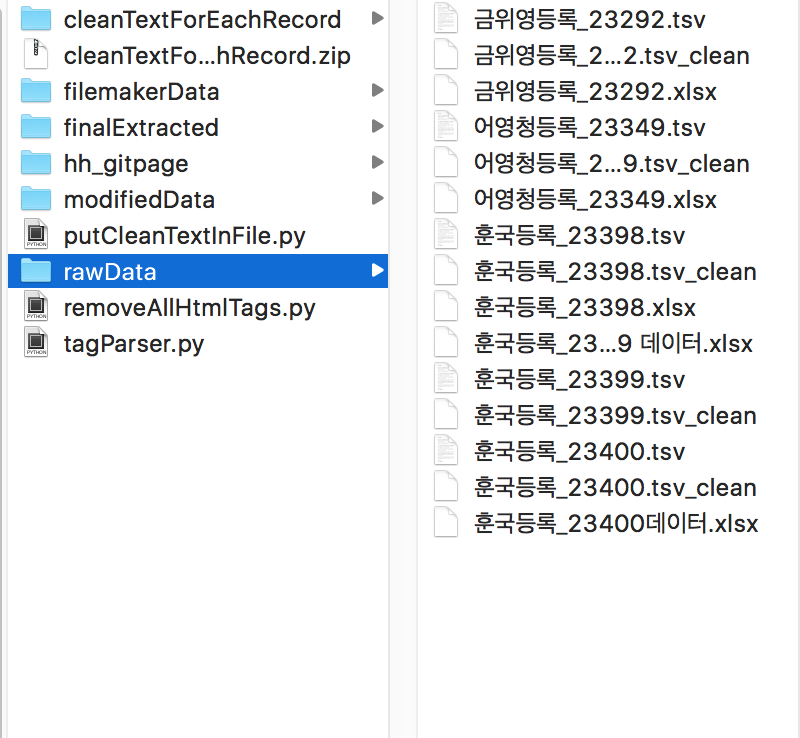 cleanTextForEachRecord
cleanTextFo...hRecord.zip
filemakerData
finalExtracted
hh_gitpage
modifiedData
putCleanTextInFile.py
rawData
removeAllHtmlTags.py
tagParser.py
금위영등록_23292.tsv
금위영등록_2...2.tsv_clean
금위영등록_23292.xlsx
어영청등록_23349.tsv
어영청등록_2...9.tsv_clean
어영청등록_23349.xlsx
훈국등록_23398.tsv
훈국등록_23398.tsv_clean
훈국등록_23398.xlsx
훈국등록_23...9 데이터.xlsx
훈국등록_23399.tsv
훈국등록_23399.tsv_clean
훈국등록_23400.tsv
훈국등록_23400.tsv_clean
훈국등록_23400데이터.xlsx